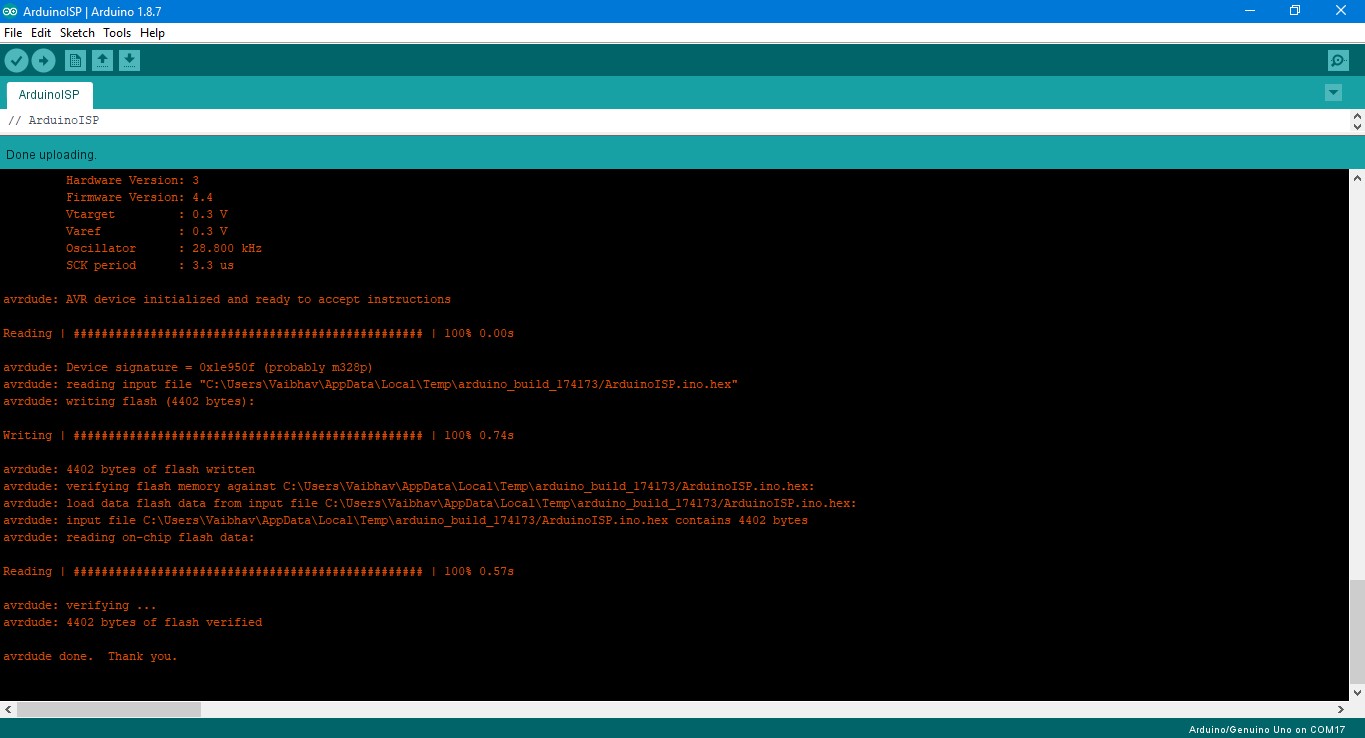 ArduinoISP | Arduino 1.8.7
File Edit Sketch Tools Help
ArduinoISP
// ArduinoISP
Done uploading.
Hardware Version: 3
Firmware Version: 4.4
Vtarget : 0.3 V
Varef : 0.3 V
Oscillator : 28.800 kHz
SCK period : 3.3 us
avrdude: AVR device initialized and ready to accept instructions
Reading | ################################################## | 100% 0.00s
avrdude: Device signature = 0x1e950f (probably m328p)
avrdude: reading input file "C:\Users\Vaibhav\AppData\Local\Temp\arduino_build_174173/ArduinoISP.ino.hex"
avrdude: writing flash (4402 bytes):
Writing | ################################################## | 100% 0.74s
avrdude: 4402 bytes of flash written
avrdude: verifying flash memory against C:\Users\Vaibhav\AppData\Local\Temp\arduino_build_174173/ArduinoISP.ino.hex:
avrdude: load data flash data from input file C:\Users\Vaibhav\AppData\Local\Temp\arduino_build_174173/ArduinoISP.ino.hex:
avrdude: input file C:\Users\Vaibhav\AppData\Local\Temp\arduino_build_174173/ArduinoISP.ino.hex contains 4402 bytes
avrdude: reading on-chip flash data:
Reading | ################################################## | 100% 0.57s
avrdude: verifying ...
avrdude: 4402 bytes of flash verified
avrdude done.  Thank you.
Arduino/Genuino Uno on COM17